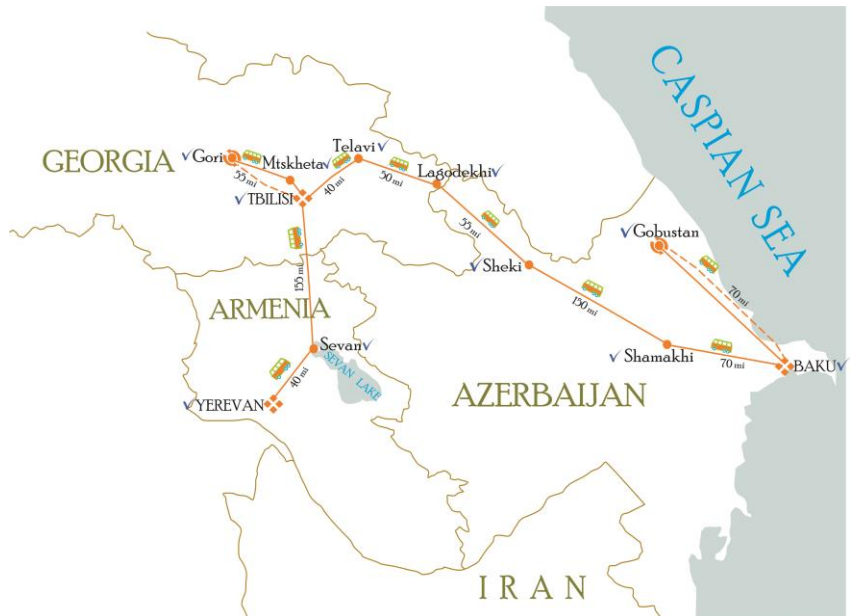 CASPIAN SEA
GEORGIA
Gori
Mtskheta
Telavi
Lagodekhi
55 mi
TBILISI
40 mi
50 mi
55 mi
Gobustan
Sheki
155 mi
70 mi
150 mi
ARMENIA
Sevan
SEVAN LAKE
Shamakhi
70 mi
BAKU
40 mi
YEREVAN
AZERBAIJAN
IRAN